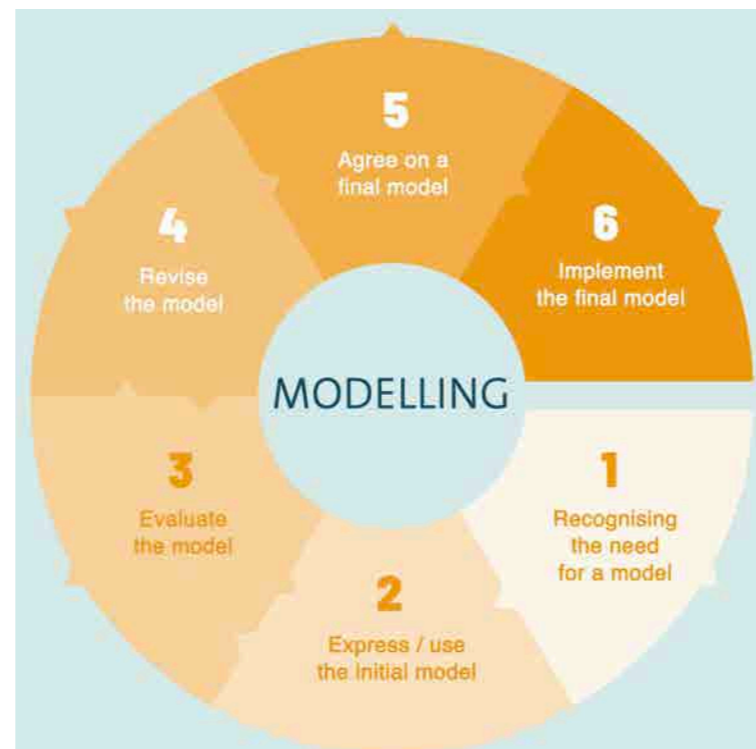 5
Agree on a
final model
6
Implement
the final model
4
Revise
the model
MODELLING
3
Evaluate
the model
1
Recognising
the need
for a model
2
Express / use
the initial model